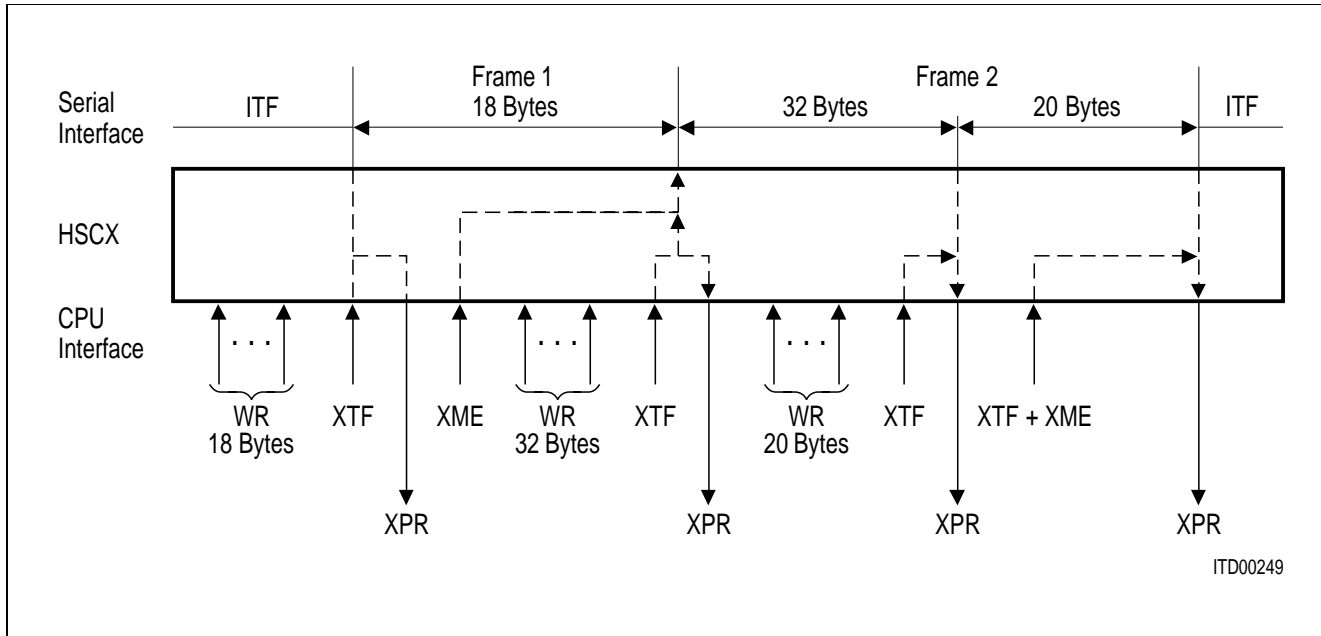 Frame 1
Frame 2
Serial
Interface
ITF
18 Bytes
32 Bytes
20 Bytes
ITF
HSCX
CPU
Interface
. . .
. . .
. . .
WR
18 Bytes
XTF
XME
WR
32 Bytes
XTF
WR
20 Bytes
XTF
XTF + XME
XPR
XPR
XPR
XPR
ITD00249